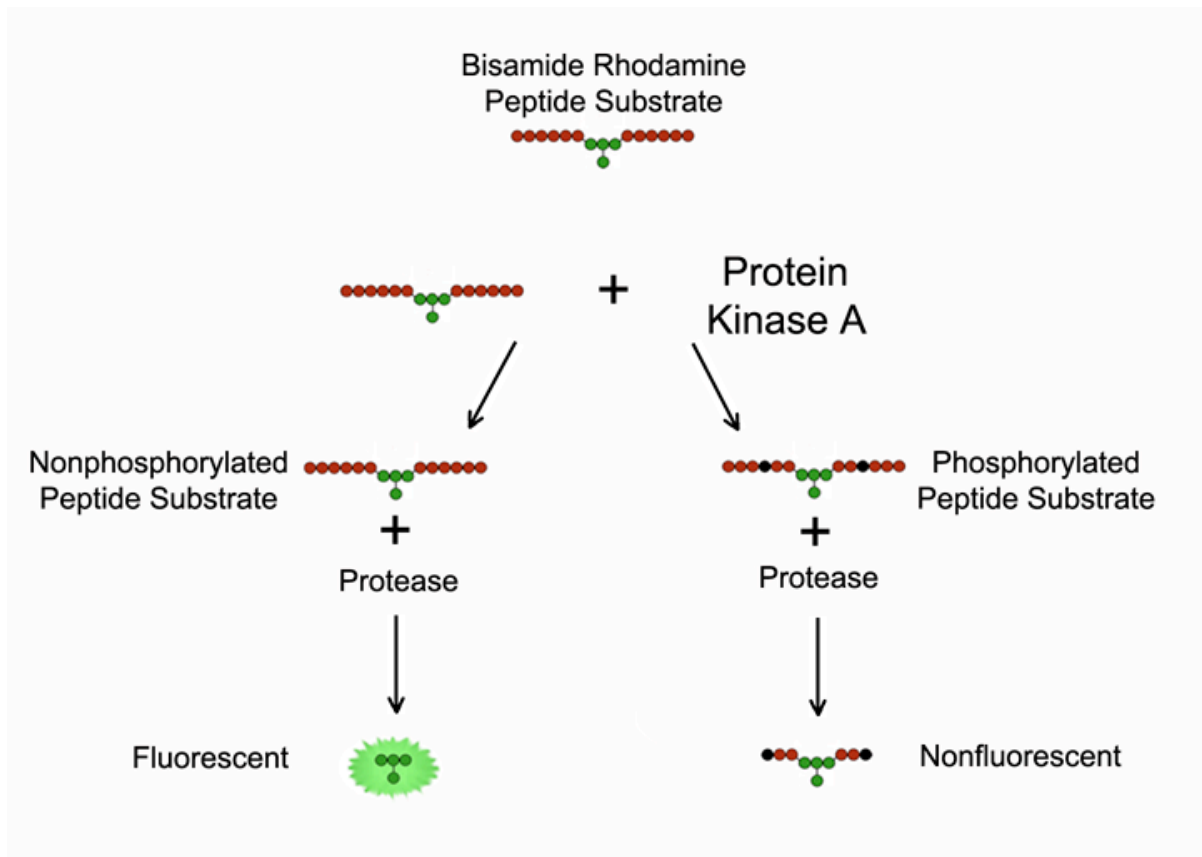 Bisamide Rhodamine
Peptide Substrate
+
Protein
Kinase A
Nonphosphorylated
Peptide Substrate
+
Protease
Phosphorylated
Peptide Substrate
+
Protease
Fluorescent
Nonfluorescent